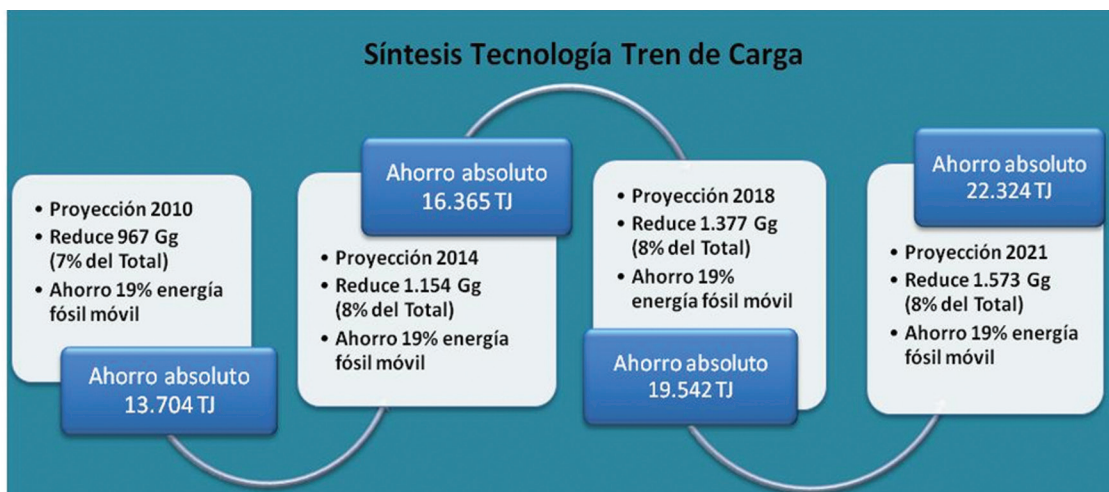 Síntesis Tecnología Tren de Carga
• Proyección 2010
• Reduce 967 Gg
(7% del Total)
• Ahorro 19% energía
fósil móvil
Ahorro absoluto
13.704 TJ
Ahorro absoluto
16.365 TJ
• Proyección 2014
• Reduce 1.154 Gg
(8% del Total)
• Ahorro 19% energía
fósil móvil
• Proyección 2018
• Reduce 1.377 Gg
(8% del Total)
• Ahorro 19%
energía fósil móvil
Ahorro absoluto
19.542 TJ
Ahorro absoluto
22.324 TJ
• Proyección 2021
• Reduce 1.573 Gg
(8% del Total)
• Ahorro 19% energía
fósil móvil